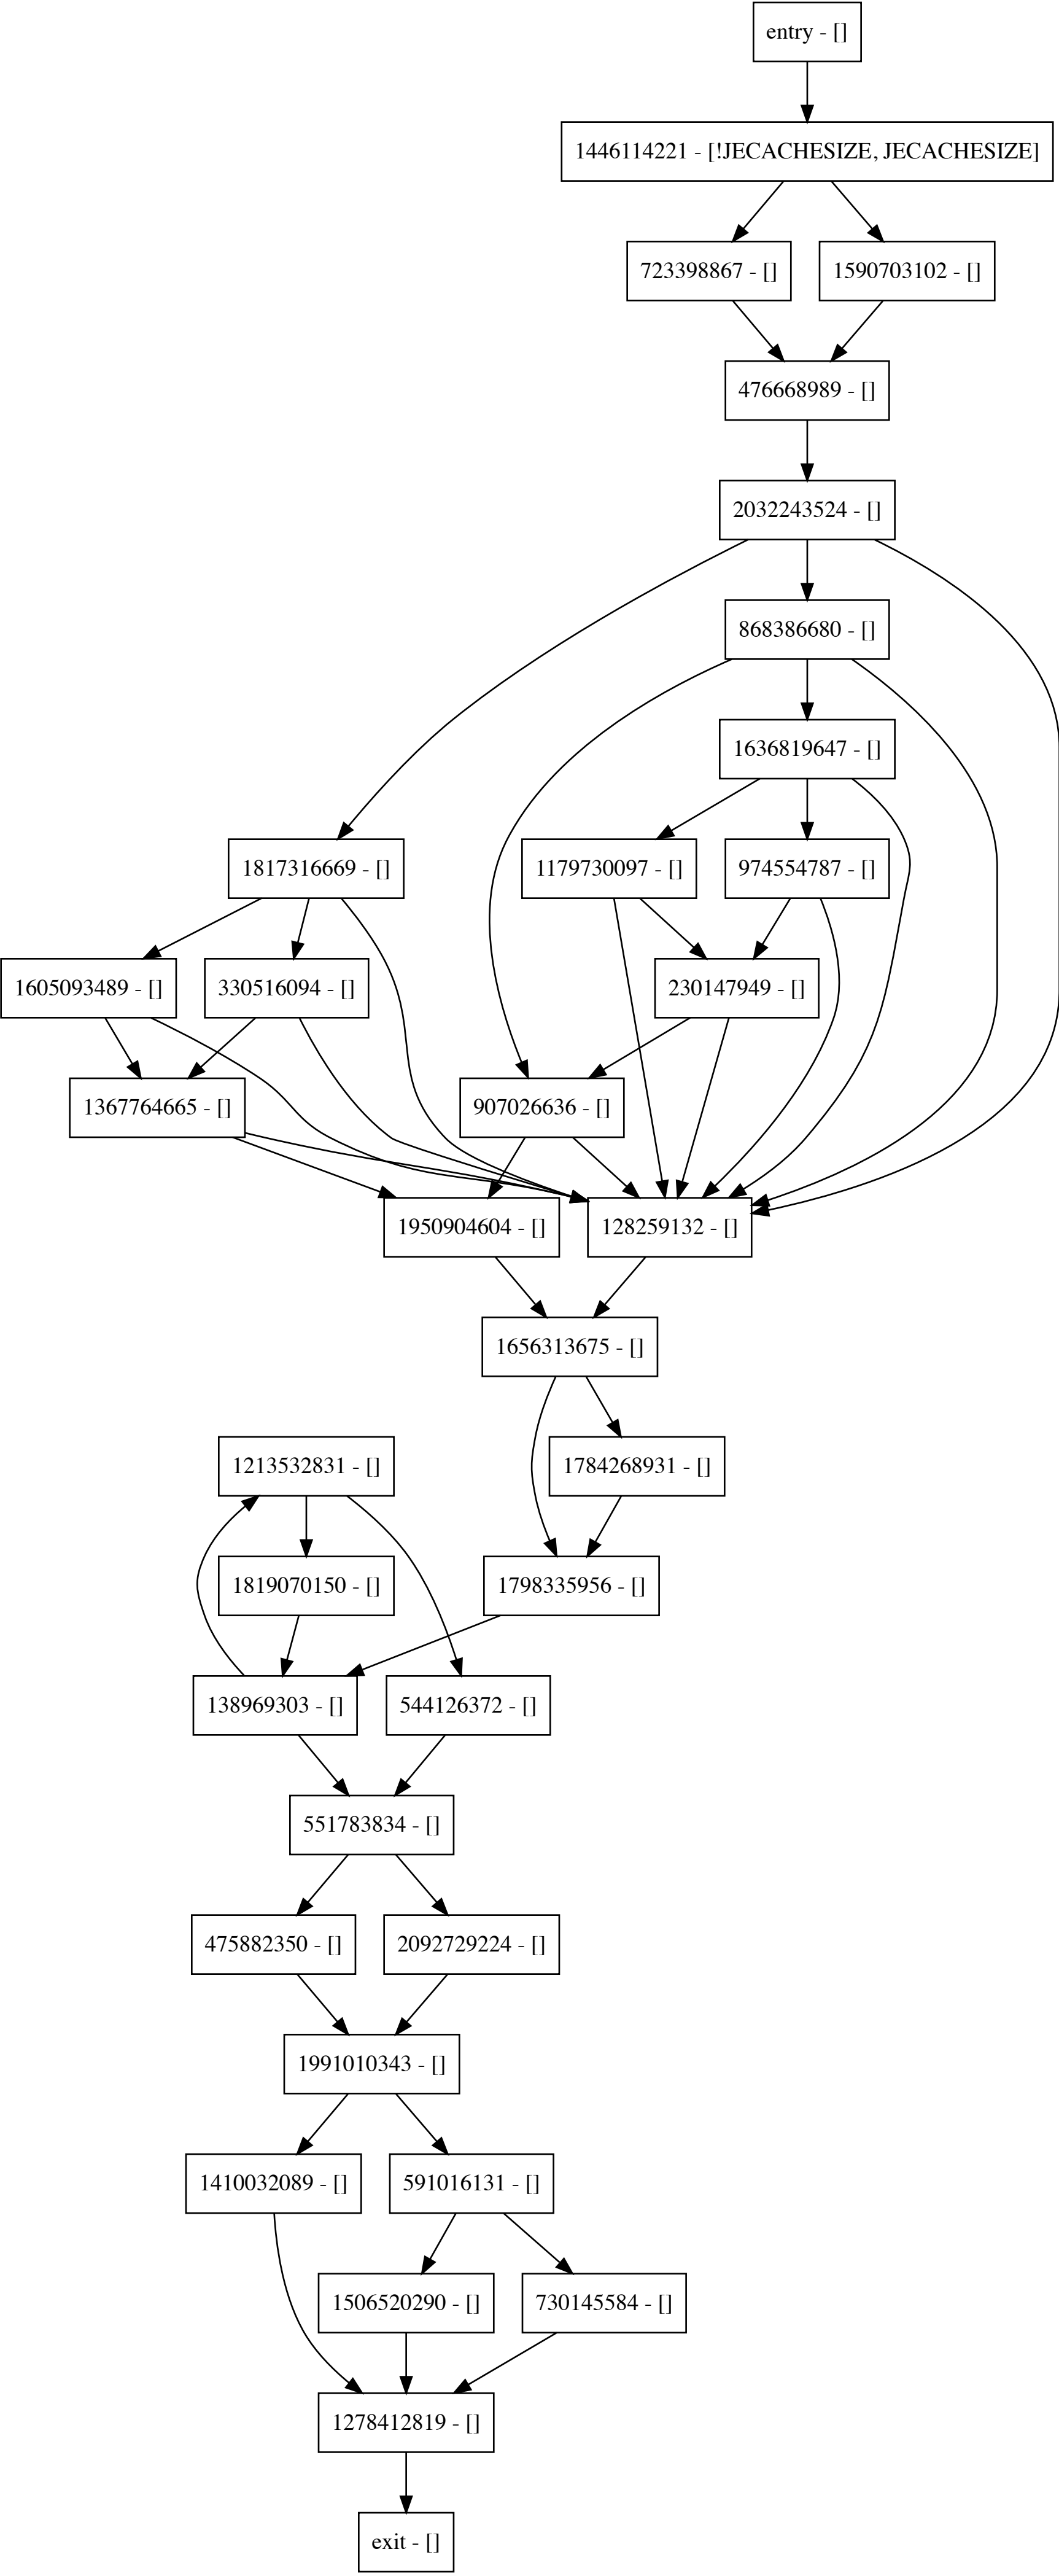 entry - []
1446114221 - [!JECACHESIZE, JECACHESIZE]
723398867 - []
1590703102 - []
476668989 - []
2032243524 - []
868386680 - []
1636819647 - []
1817316669 - []
1179730097 - []
974554787 - []
1605093489 - []
330516094 - []
230147949 - []
1367764665 - []
907026636 - []
1950904604 - []
128259132 - []
1656313675 - []
1213532831 - []
1784268931 - []
1819070150 - []
1798335956 - []
138969303 - []
544126372 - []
551783834 - []
475882350 - []
2092729224 - []
1991010343 - []
1410032089 - []
591016131 - []
1506520290 - []
730145584 - []
1278412819 - []
exit - []